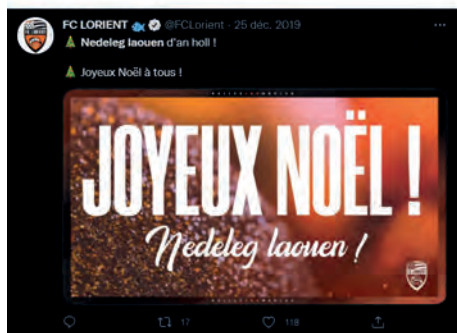 FC LORIENT @FCLorient · 25 déc. 2019
Nedeleg laouen d'an holl !
Joyeux Noël à tous !
JOYEUX NOËL !
Nedeleg laouen !
17 118